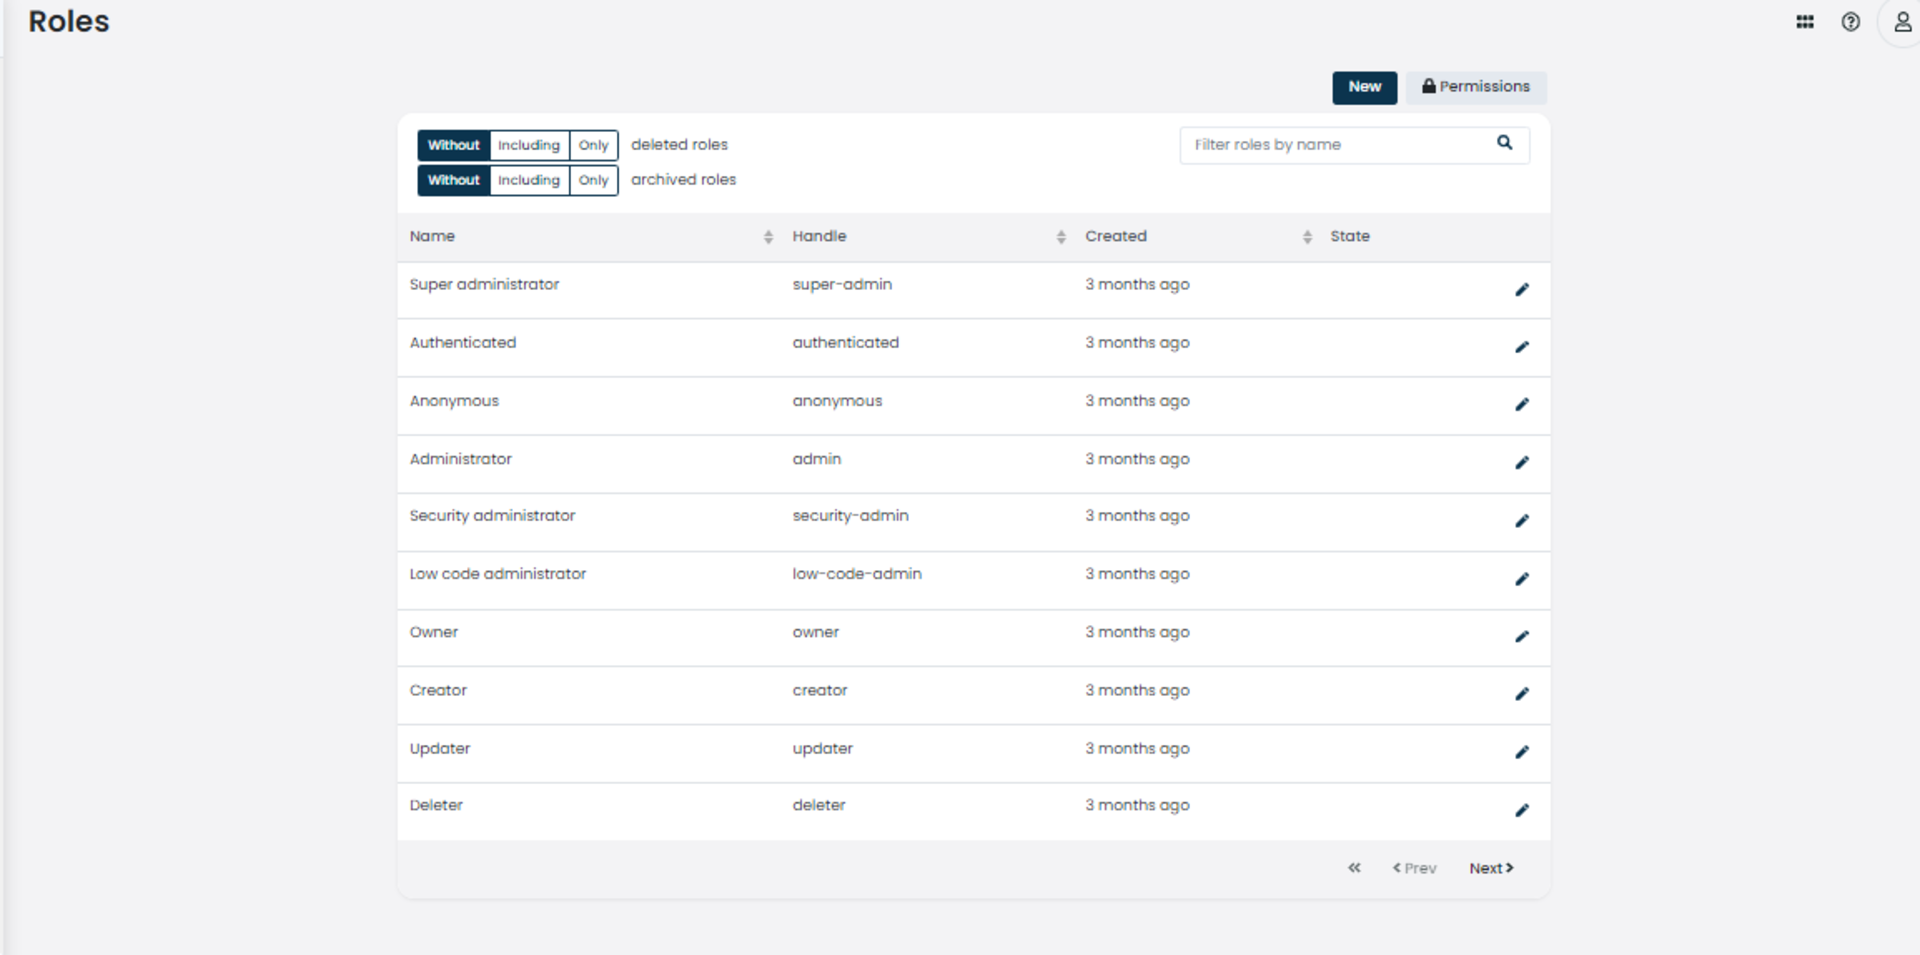 Roles
New Permissions
Without Including Only deleted roles Filter roles by name
Without Including Only archived roles
Name Handle Created State
Super administrator super-admin 3 months ago
Authenticated authenticated 3 months ago
Anonymous anonymous 3 months ago
Administrator admin 3 months ago
Security administrator security-admin 3 months ago
Low code administrator low-code-admin 3 months ago
Owner owner 3 months ago
Creator creator 3 months ago
Updater updater 3 months ago
Deleter deleter 3 months ago
« Prev Next